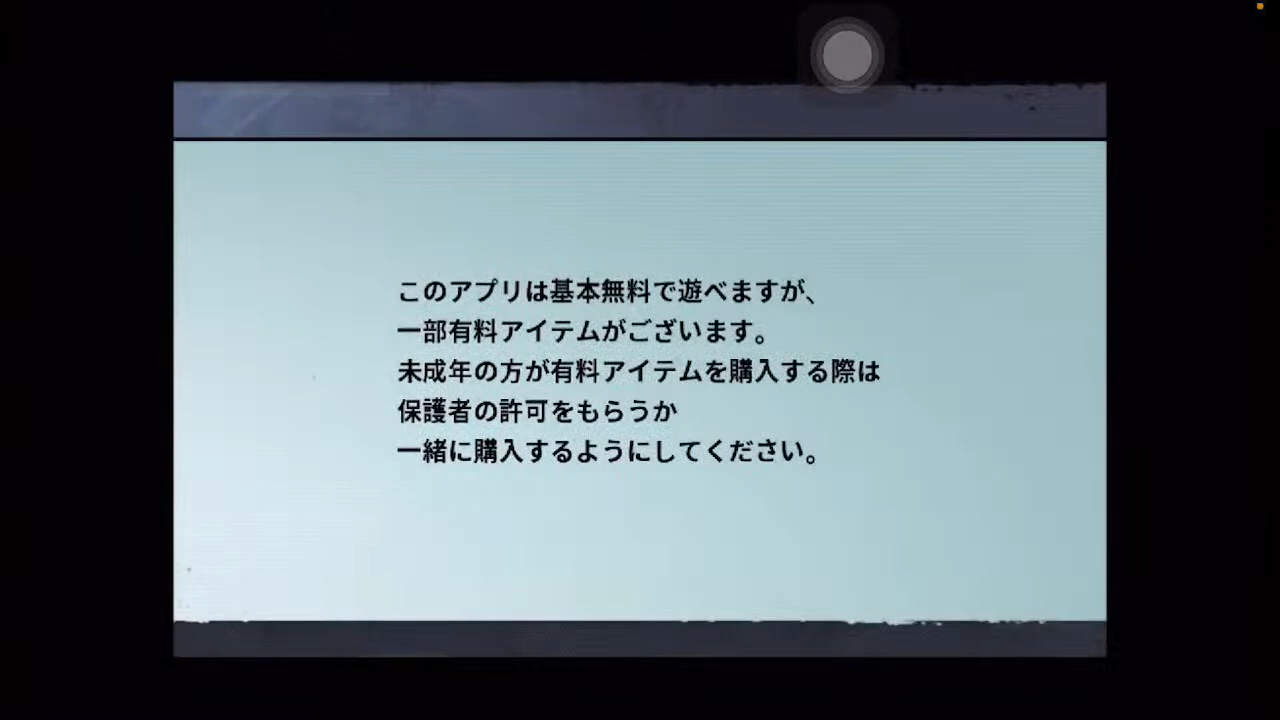 このアプリは基本無料で遊べますが、
一部有料アイテムがございます。
未成年の方が有料アイテムを購入する際は
保護者の許可をもらうか
一緒に購入するようにしてください。